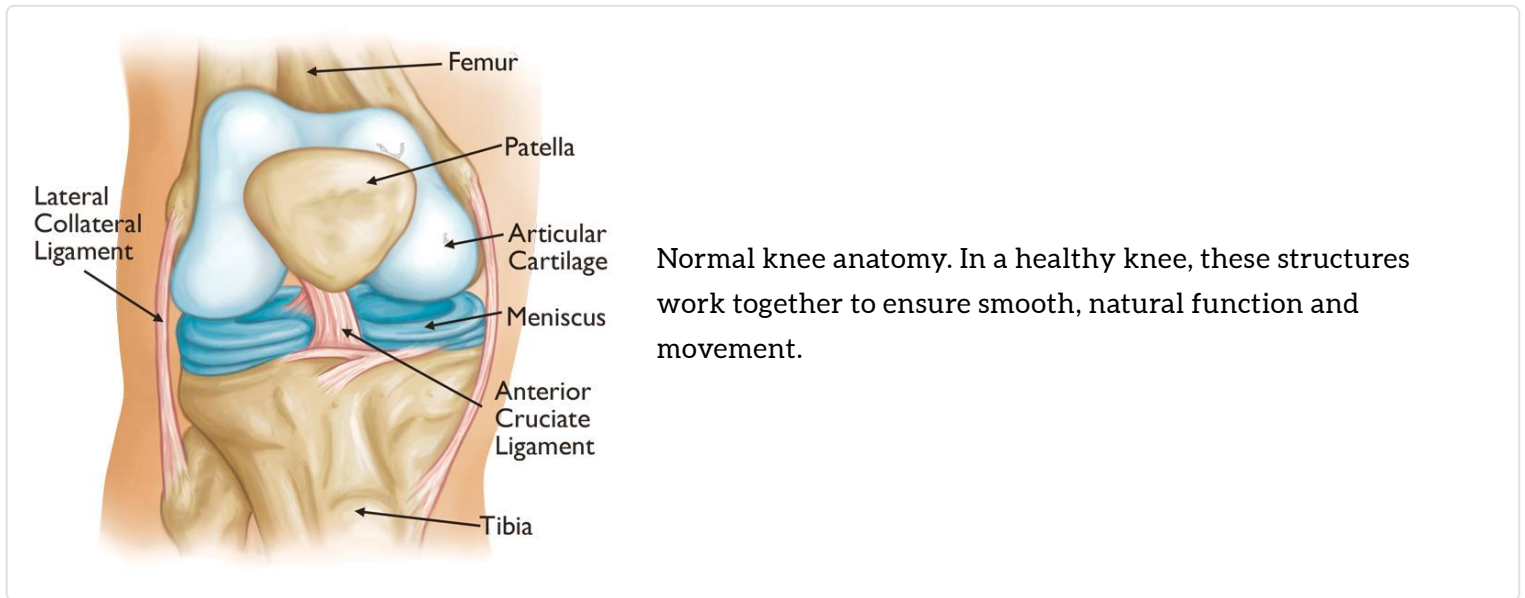 Femur
Patella
Lateral
Collateral
Ligament
Articular
Cartilage
Meniscus
Anterior
Cruciate
Ligament
Tibia
Normal knee anatomy. In a healthy knee, these structures
work together to ensure smooth, natural function and
movement.